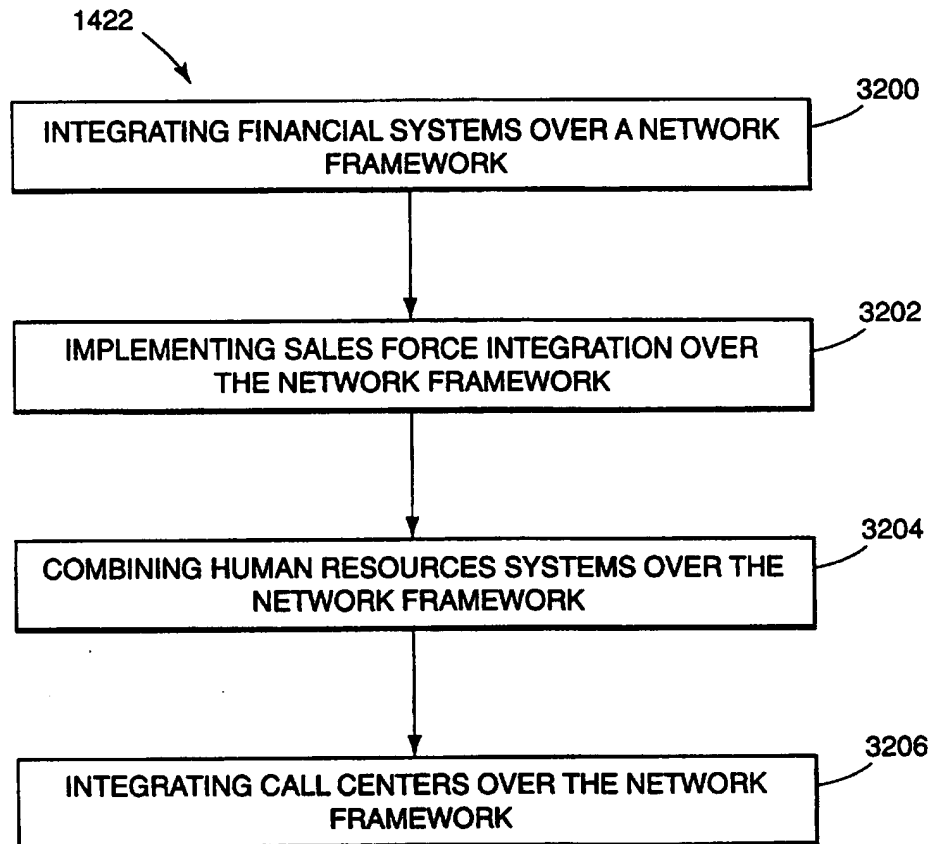 1422
3200
INTEGRATING FINANCIAL SYSTEMS OVER A NETWORK
FRAMEWORK
3202
IMPLEMENTING SALES FORCE INTEGRATION OVER
THE NETWORK FRAMEWORK
3204
COMBINING HUMAN RESOURCES SYSTEMS OVER THE
NETWORK FRAMEWORK
3206
INTEGRATING CALL CENTERS OVER THE NETWORK
FRAMEWORK